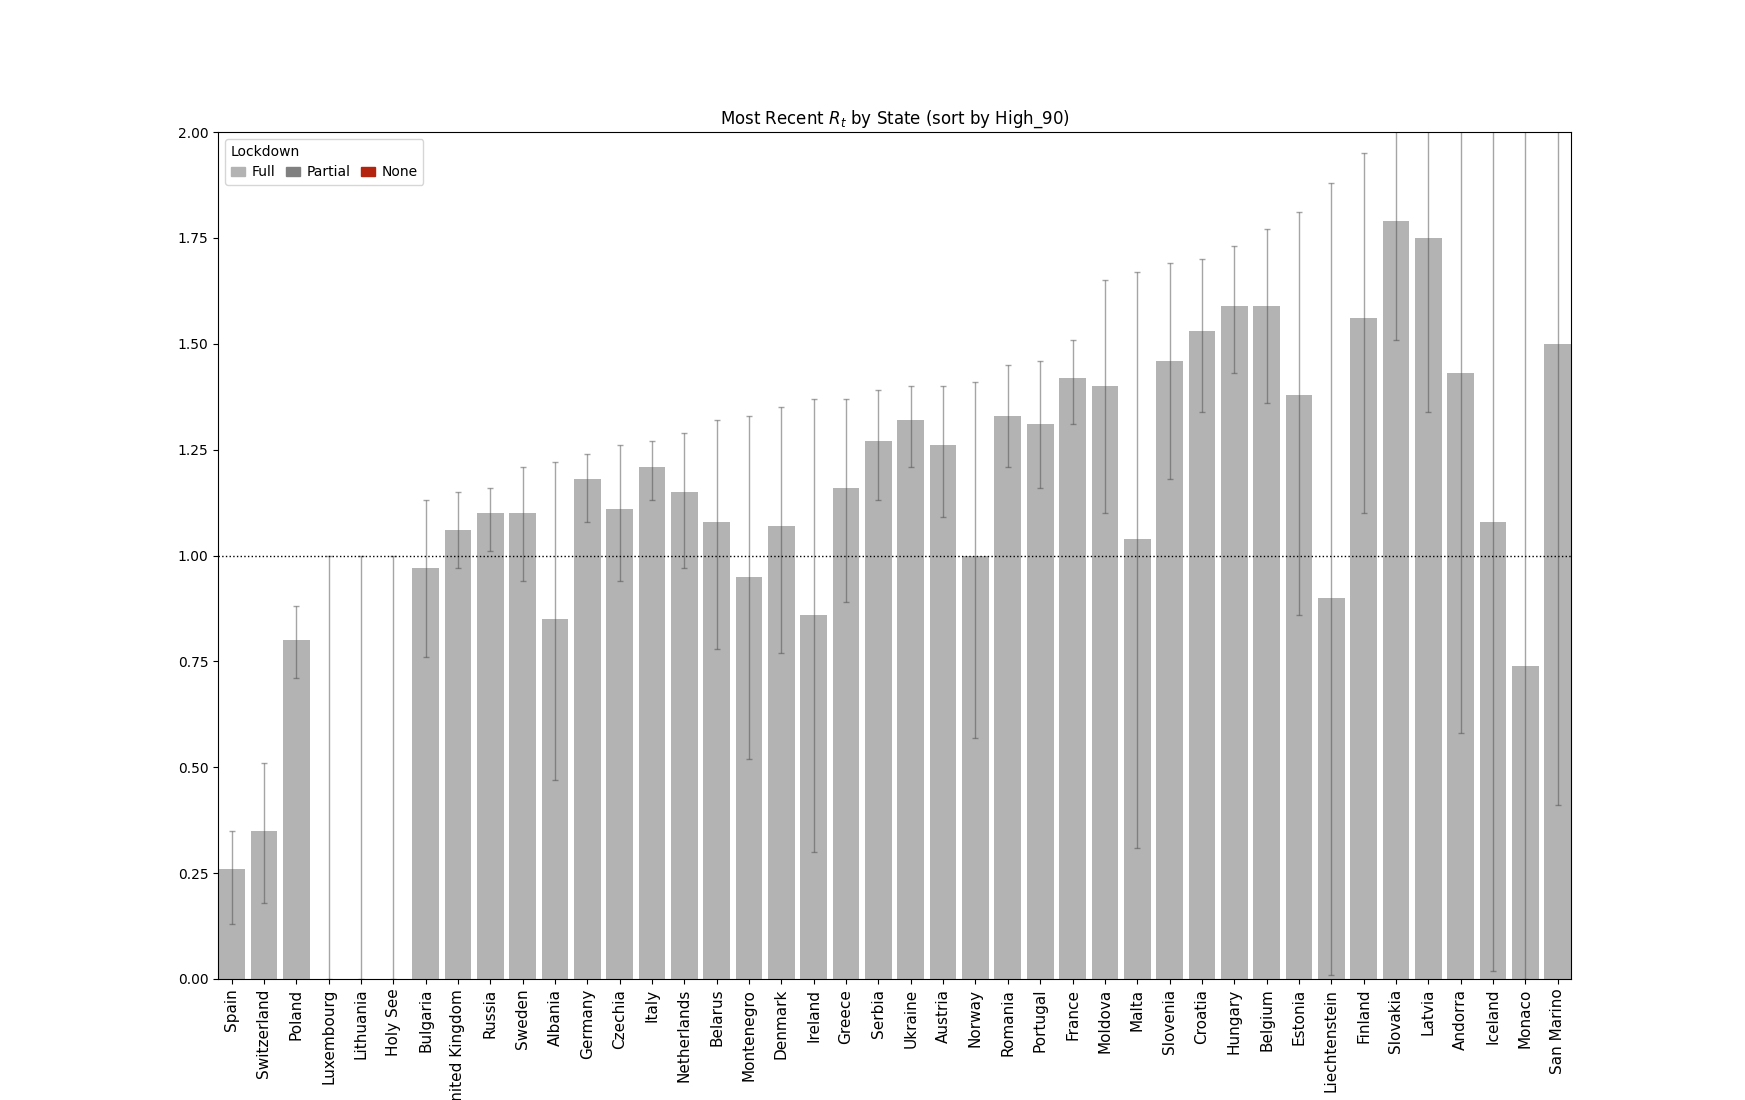 Most Recent R_t by State (sort by High_90)
Lockdown
Full Partial None
2.00
1.75
1.50
1.25
1.00
0.75
0.50
0.25
0.00
Spain
Switzerland
Poland
Luxembourg
Lithuania
Holy See
Bulgaria
nited Kingdom
Russia
Sweden
Albania
Germany
Czechia
Italy
Netherlands
Belarus
Montenegro
Denmark
Ireland
Greece
Serbia
Ukraine
Austria
Norway
Romania
Portugal
France
Moldova
Malta
Slovenia
Croatia
Hungary
Belgium
Estonia
Liechtenstein
Finland
Slovakia
Latvia
Andorra
Iceland
Monaco
San Marino